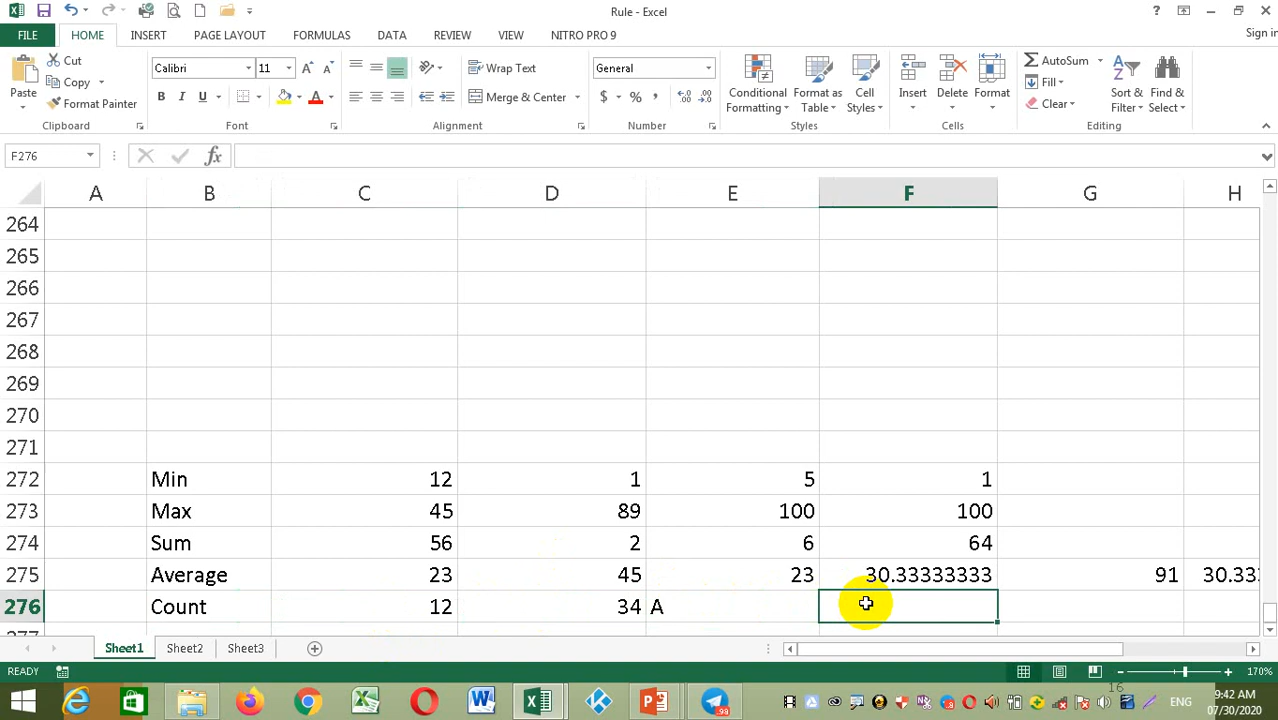 Rule - Excel
?
Sign in
FILE HOME INSERT PAGE LAYOUT FORMULAS DATA REVIEW VIEW NITRO PRO 9
Paste
Cut
Copy
Format Painter
Clipboard
Calibri 11
B I U A
Font
Wrap Text
Merge & Center
Alignment
General
$ % ,
Number
Conditional Formatting
Format as Table
Cell Styles
Styles
Insert Delete Format
Cells
AutoSum
Fill
Clear
Sort & Filter
Find & Select
Editing
F276 fx
A B C D E F G H
264
265
266
267
268
269
270
271
272 Min 12 1 5 1
273 Max 45 89 100 100
274 Sum 56 2 6 64
275 Average 23 45 23 30.33333333 91 30.333
276 Count 12 34 A
277
Sheet1 Sheet2 Sheet3
READY 170%
16
98
ENG
9:42 AM
07/30/2020